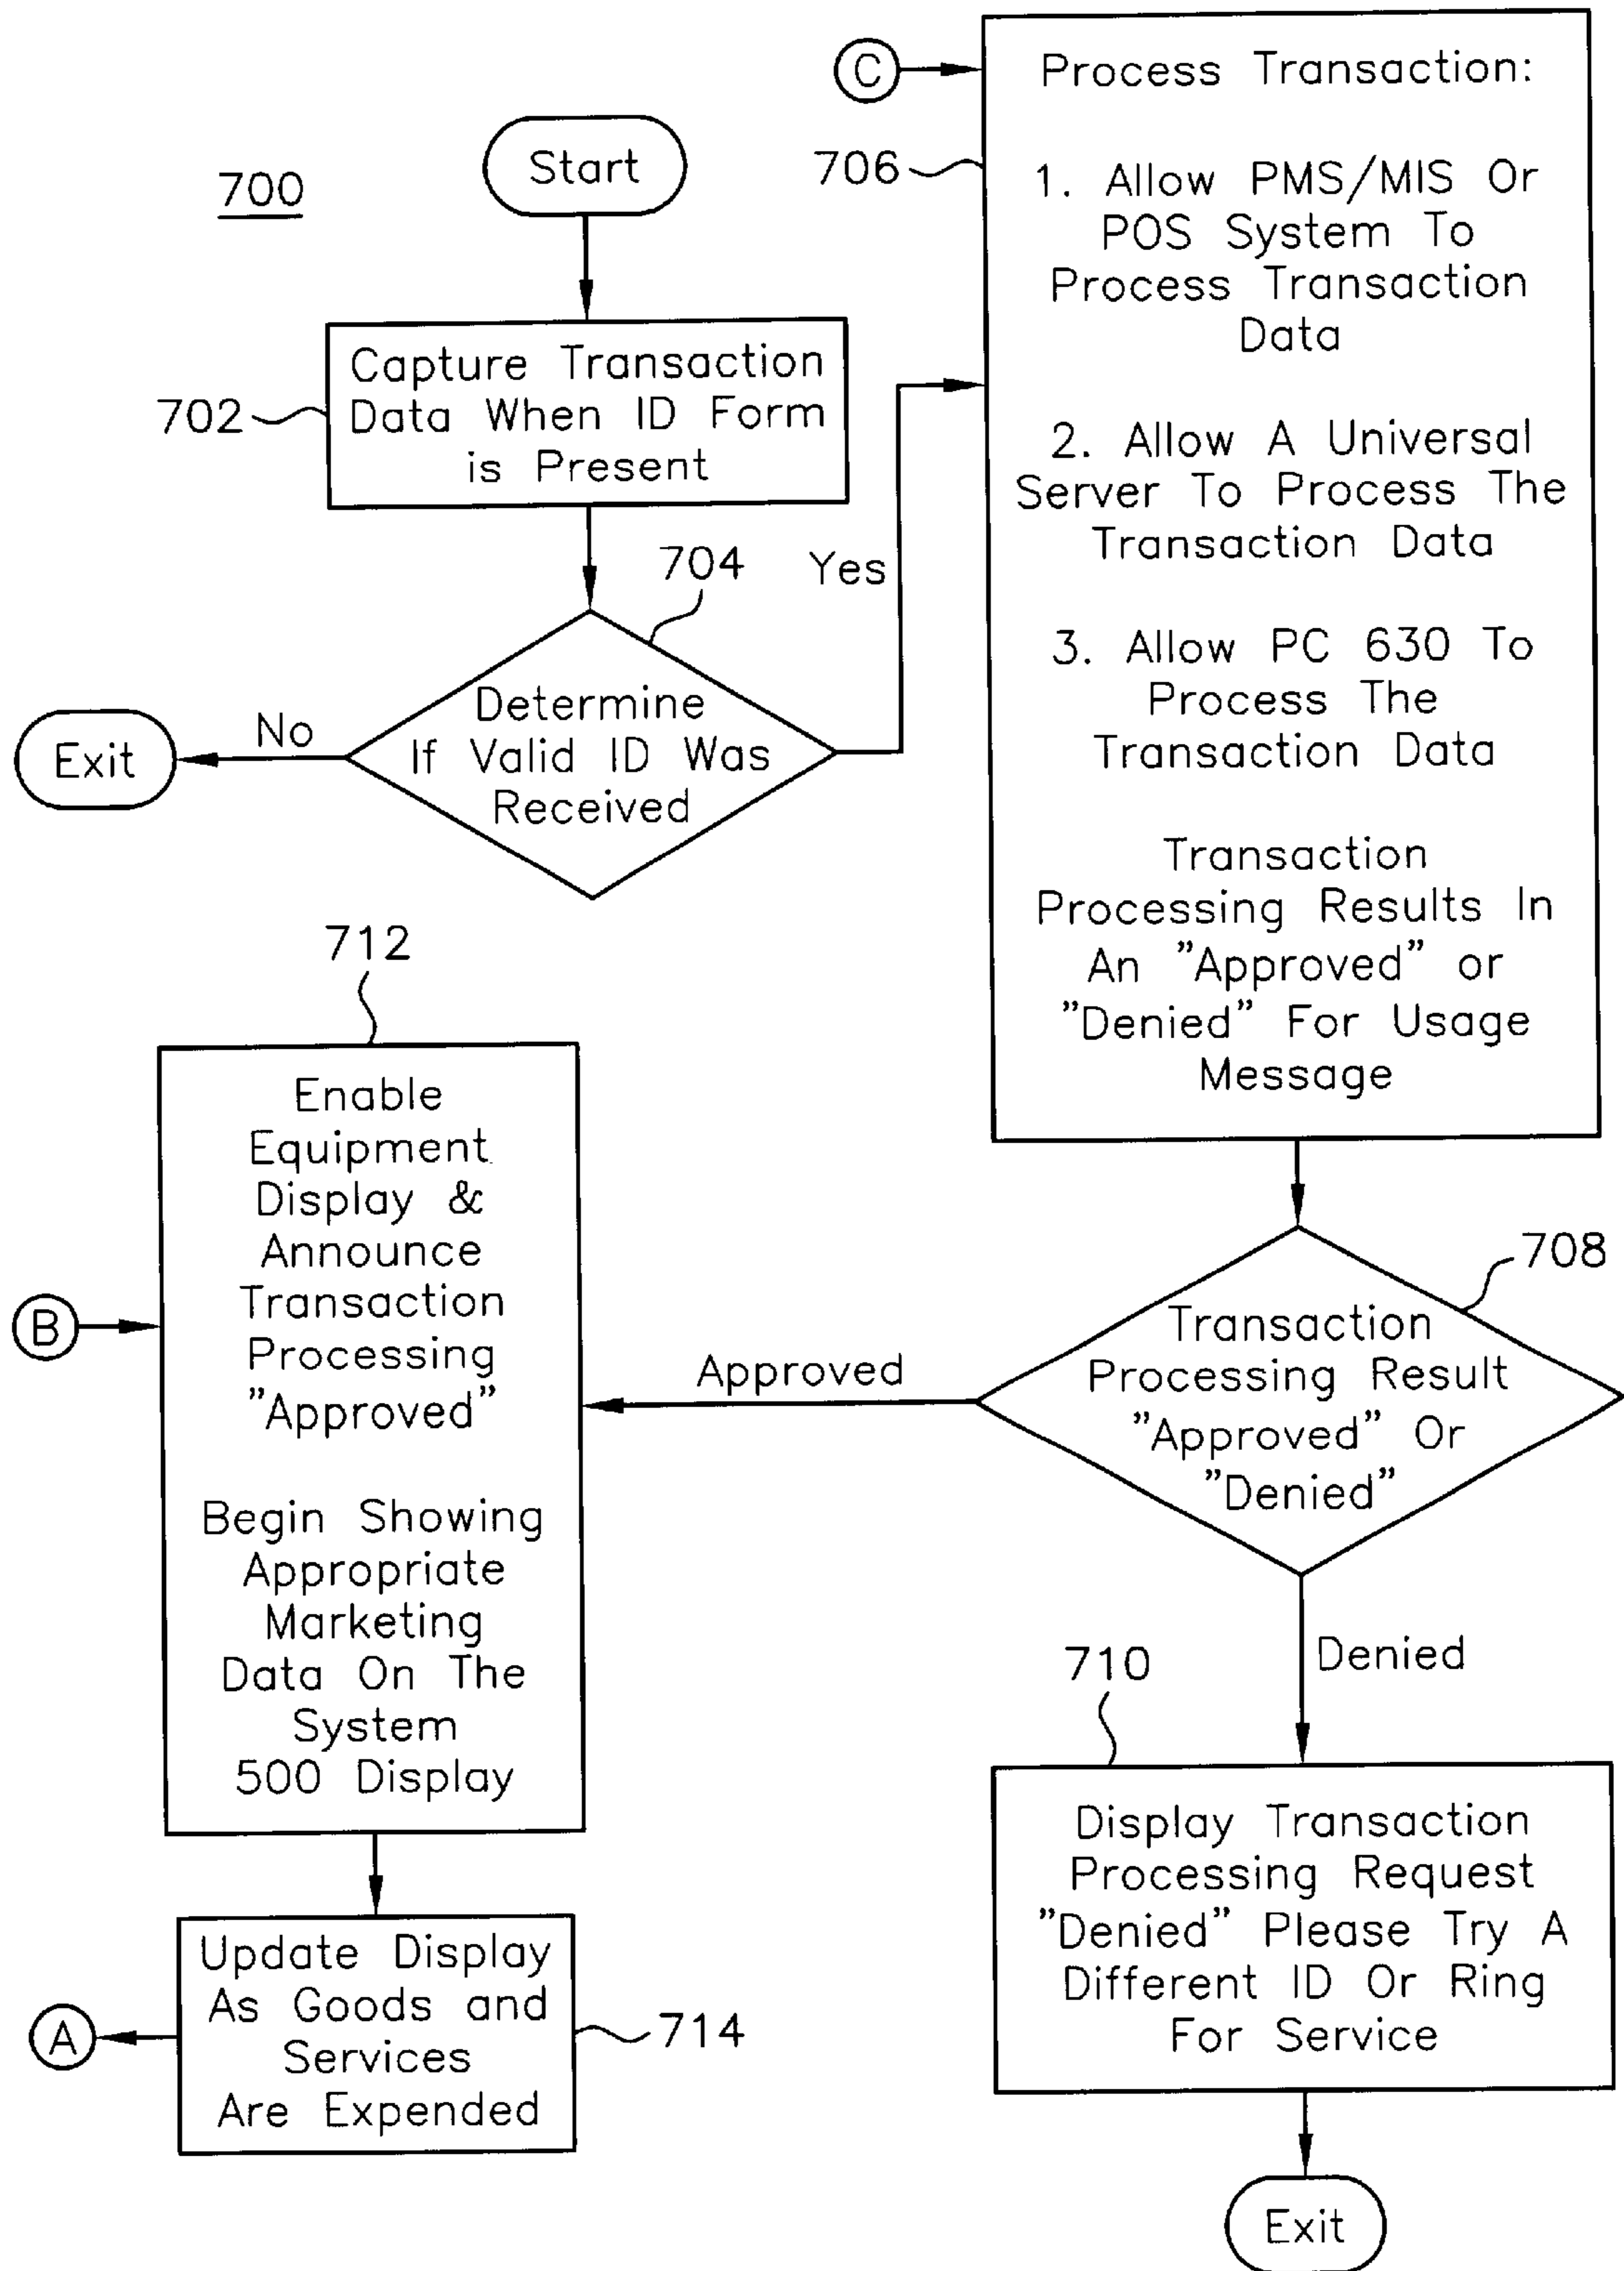 700
Start
702
Capture Transaction
Data When ID Form
is Present
704
Determine
If Valid ID Was
Received
No
Exit
Yes
C
706
Process Transaction:
1. Allow PMS/MIS Or
POS System To
Process Transaction
Data
2. Allow A Universal
Server To Process The
Transaction Data
3. Allow PC 630 To
Process The
Transaction Data
Transaction
Processing Results In
An "Approved" or
"Denied" For Usage
Message
708
Transaction
Processing Result
"Approved" Or
"Denied"
Approved
Denied
712
B
Enable
Equipment
Display &
Announce
Transaction
Processing
"Approved"
Begin Showing
Appropriate
Marketing
Data On The
System
500 Display
714
Update Display
As Goods and
Services
Are Expended
A
710
Display Transaction
Processing Request
"Denied" Please Try A
Different ID Or Ring
For Service
Exit